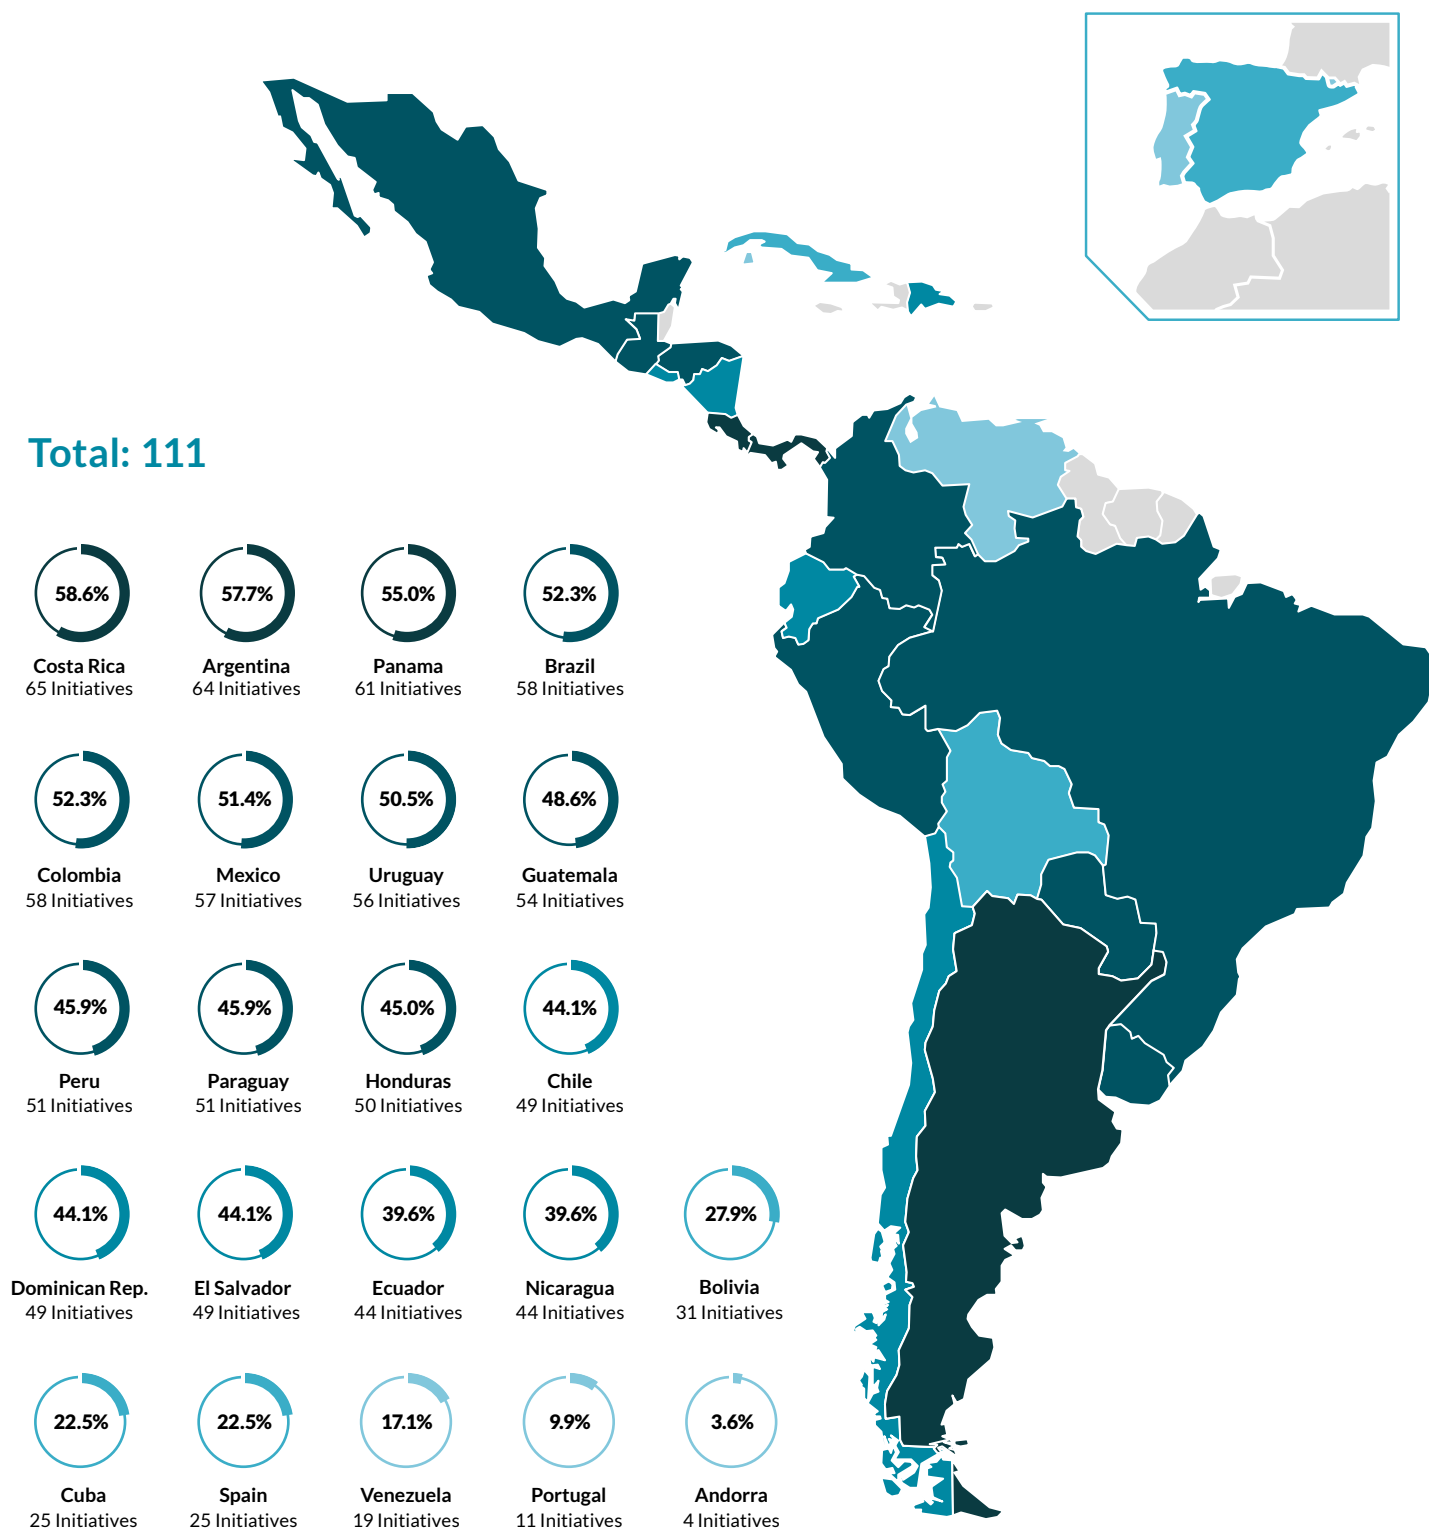 Total: 111
58.6%
57.7%
55.0%
52.3%
Costa Rica
Argentina
Panama
Brazil
65 Initiatives
64 Initiatives
61 Initiatives
58 Initiatives
52.3%
51.4%
50.5%
48.6%
Colombia
Mexico
Uruguay
Guatemala
58 Initiatives
57 Initiatives
56 Initiatives
54 Initiatives
45.9%
45.9%
45.0%
44.1%
Peru
Paraguay
Honduras
Chile
51 Initiatives
51 Initiatives
50 Initiatives
49 Initiatives
44.1%
44.1%
39.6%
39.6%
27.9%
Dominican Rep.
El Salvador
Ecuador
Nicaragua
Bolivia
49 Initiatives
49 Initiatives
44 Initiatives
44 Initiatives
31 Initiatives
22.5%
22.5%
17.1%
9.9%
3.6%
Cuba
Spain
Venezuela
Portugal
Andorra
25 Initiatives
25 Initiatives
19 Initiatives
11 Initiatives
4 Initiatives